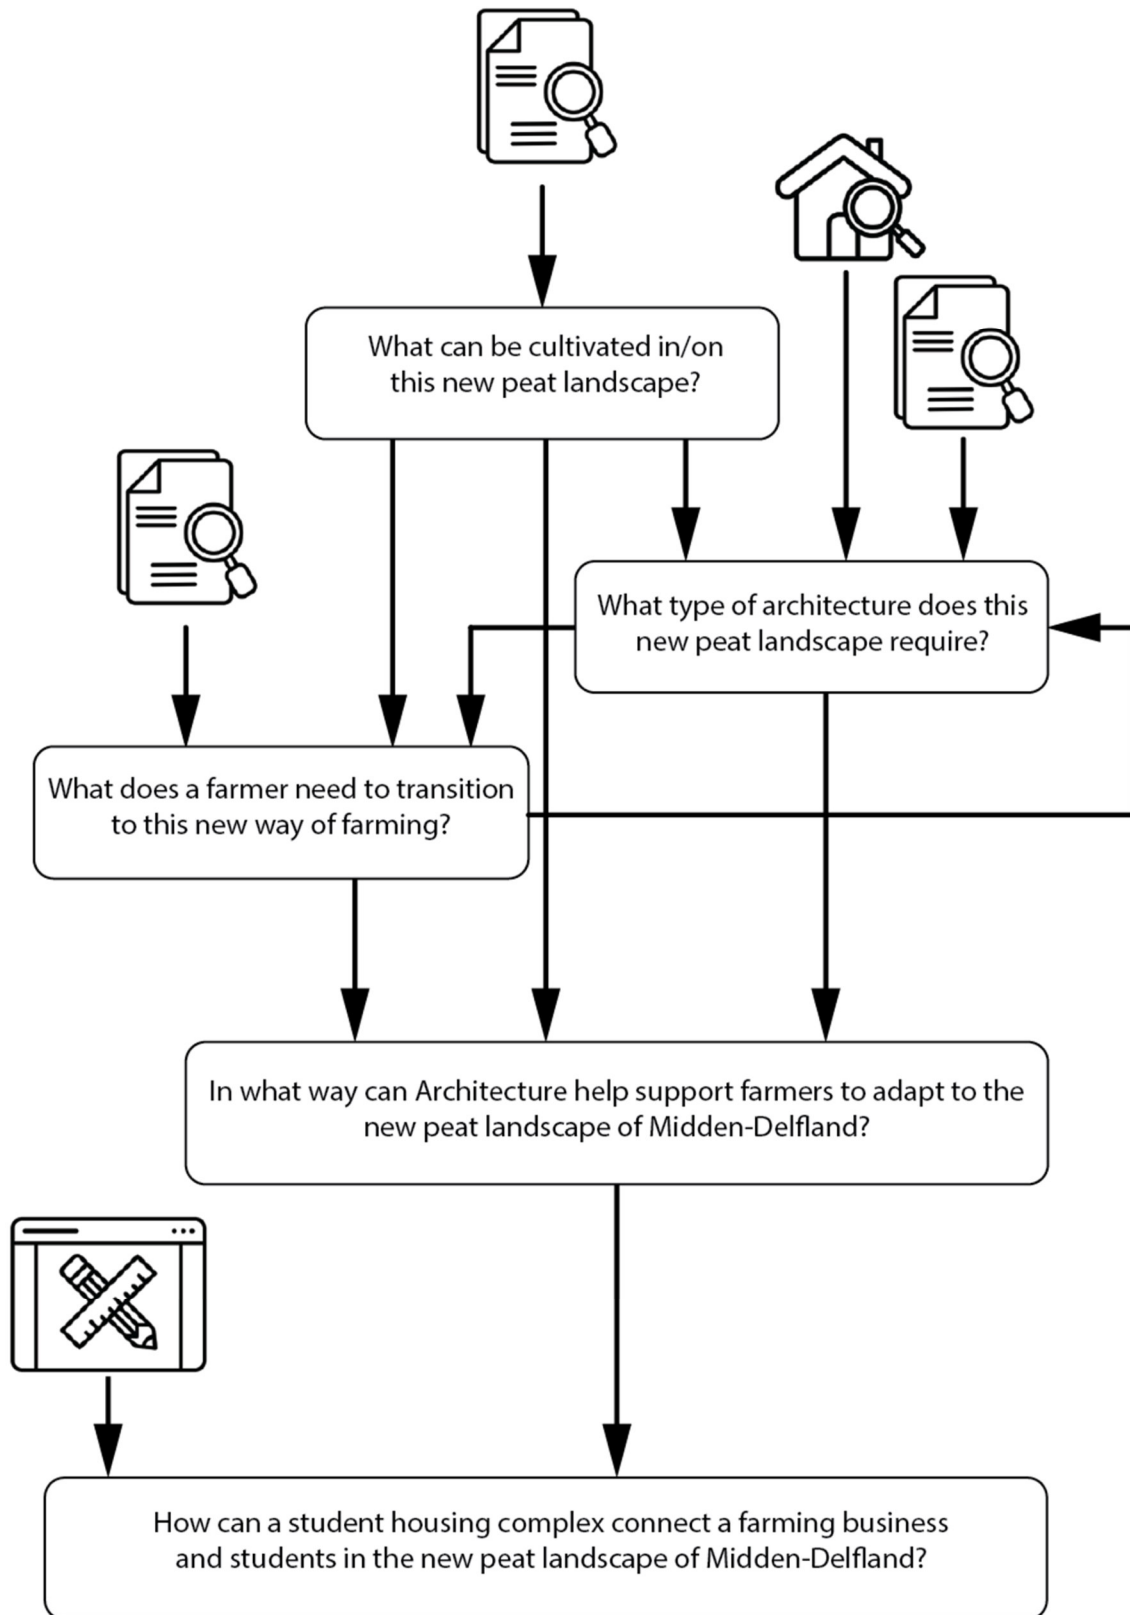 What can be cultivated in/on
this new peat landscape?
What type of architecture does this
new peat landscape require?
What does a farmer need to transition
to this new way of farming?
In what way can Architecture help support farmers to adapt to the
new peat landscape of Midden-Delfland?
How can a student housing complex connect a farming business
and students in the new peat landscape of Midden-Delfland?